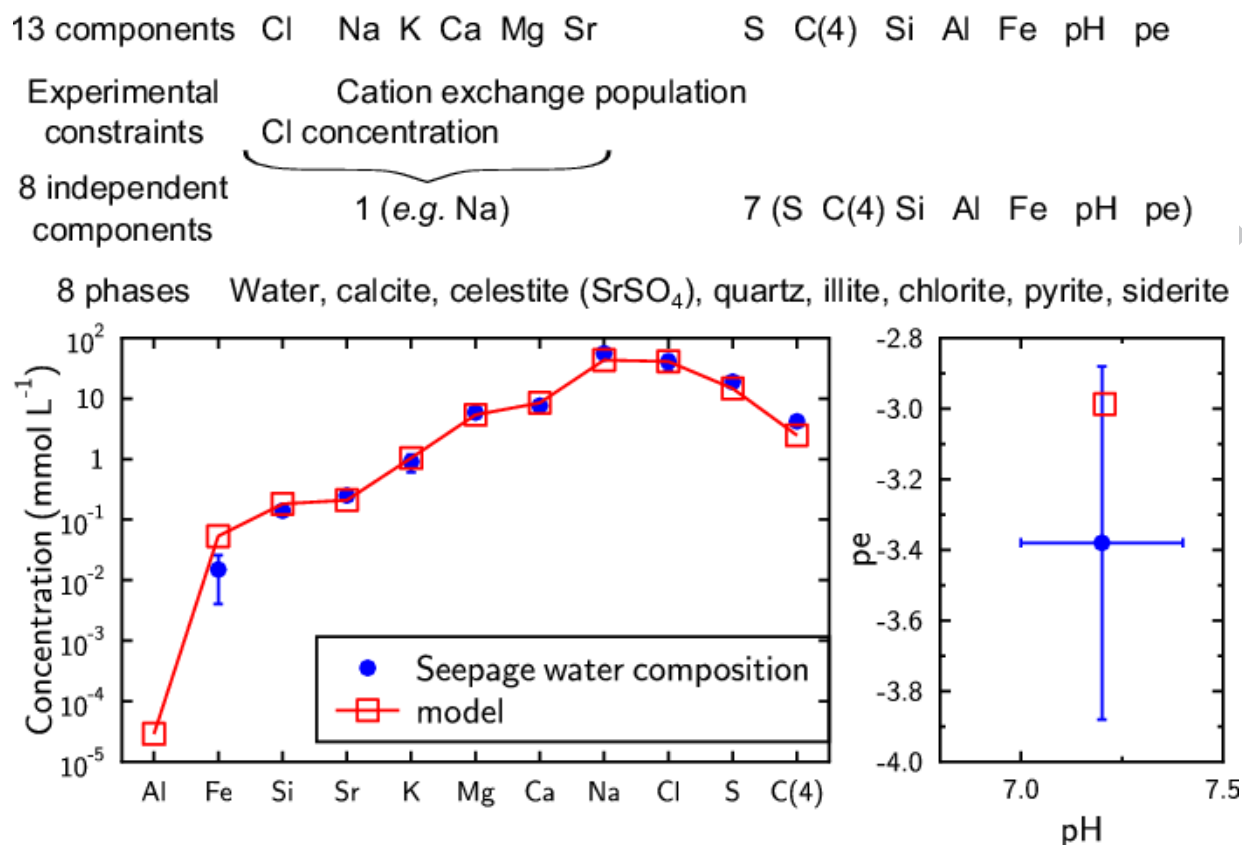 13 components Cl Na K Ca Mg Sr S C(4) Si Al Fe pH pe
Experimental constraints
Cation exchange population
Cl concentration
8 independent components
1 (e.g. Na)
7 (S C(4) Si Al Fe pH pe)
8 phases Water, calcite, celestite (SrSO₄), quartz, illite, chlorite, pyrite, siderite
Concentration (mmol L⁻¹)
10²
10
1
10⁻¹
10⁻²
10⁻³
10⁻⁴
10⁻⁵
Seepage water composition
model
Al Fe Si Sr K Mg Ca Na Cl S C(4)
pe
-2.8
-3.0
-3.2
-3.4
-3.6
-3.8
-4.0
7.0 7.5
pH